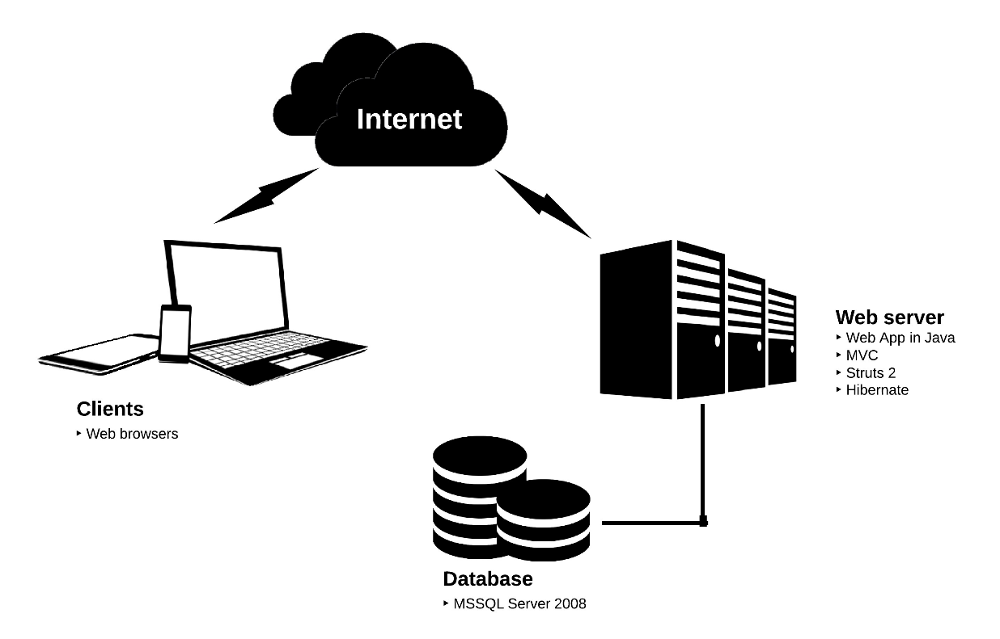 Internet
Web server
‣ Web App in Java
‣ MVC
‣ Struts 2
‣ Hibernate
Clients
‣ Web browsers
Database
‣ MSSQL Server 2008